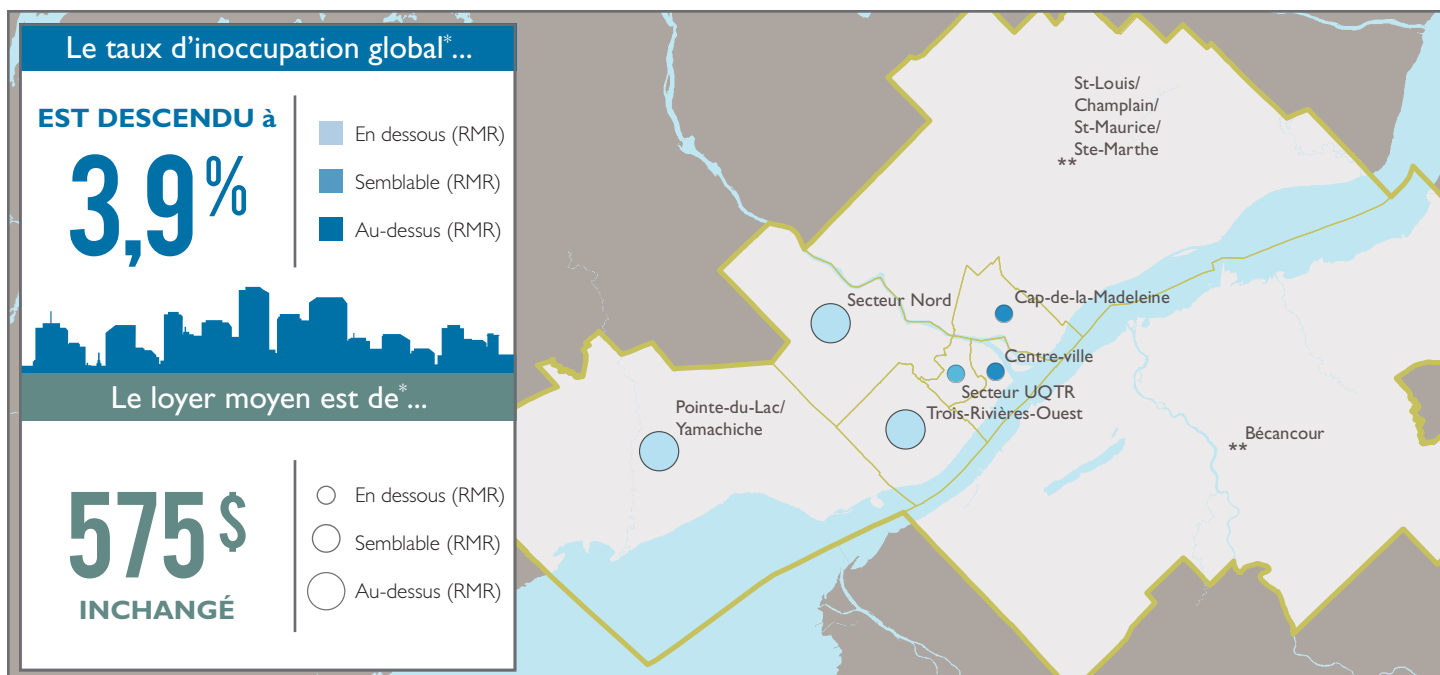 Le taux d'inoccupation global*...
EST DESCENDU à
3,9 %
En dessous (RMR)
Semblable (RMR)
Au-dessus (RMR)
Le loyer moyen est de*...
575 $
INCHANGÉ
En dessous (RMR)
Semblable (RMR)
Au-dessus (RMR)
St-Louis/
Champlain/
St-Maurice/
Ste-Marthe
**
Secteur Nord
Cap-de-la-Madeleine
Centre-ville
Secteur UQTR
Trois-Rivières-Ouest
Pointe-du-Lac/
Yamachiche
Bécancour
**